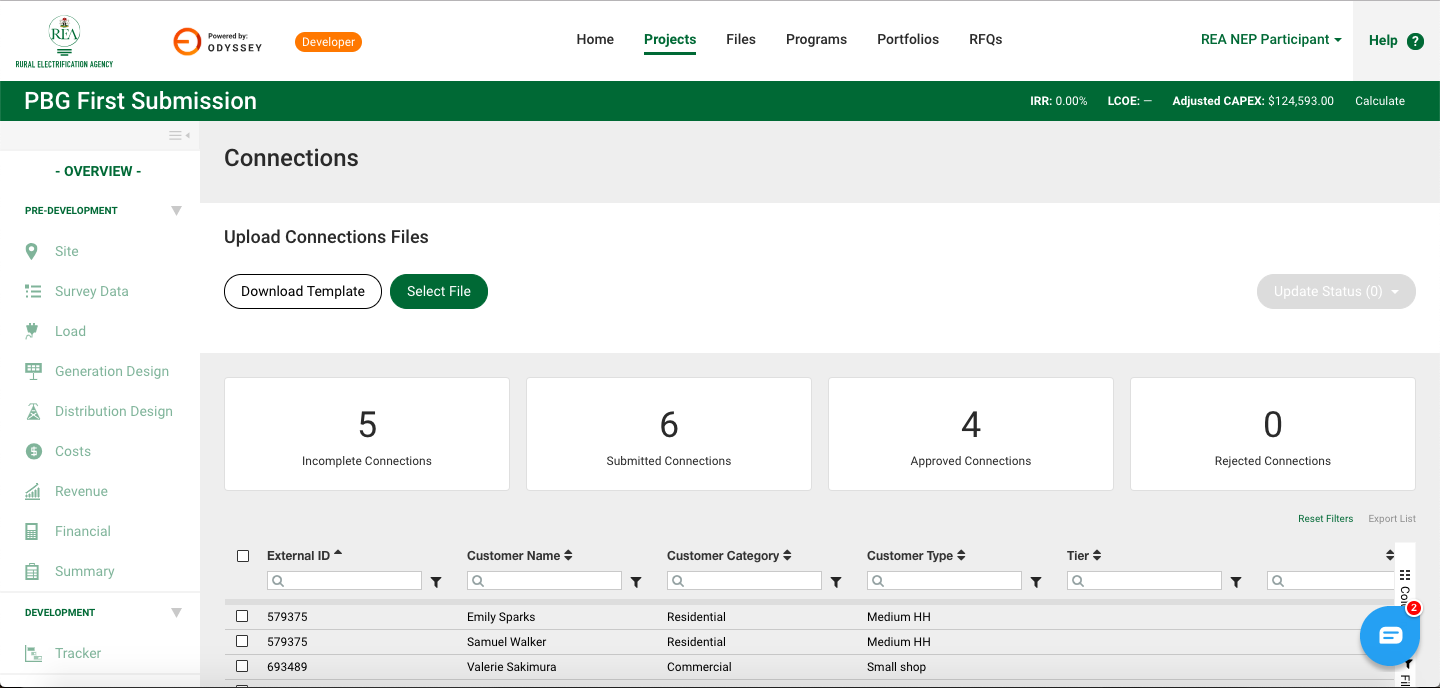 REA
RURAL ELECTRIFICATION AGENCY
Powered by:
ODYSSEY
Developer
Home Projects Files Programs Portfolios RFQs
REA NEP Participant
Help ?
PBG First Submission
IRR: 0.00% LCOE: — Adjusted CAPEX: $124,593.00 Calculate
- OVERVIEW -
PRE-DEVELOPMENT
Site
Survey Data
Load
Generation Design
Distribution Design
Costs
Revenue
Financial
Summary
DEVELOPMENT
Tracker
Connections
Upload Connections Files
Download Template Select File Update Status (0)
5 6 4 0
Incomplete Connections Submitted Connections Approved Connections Rejected Connections
Reset Filters Export List
External ID Customer Name Customer Category Customer Type Tier
579375 Emily Sparks Residential Medium HH
579375 Samuel Walker Residential Medium HH
693489 Valerie Sakimura Commercial Small shop
2